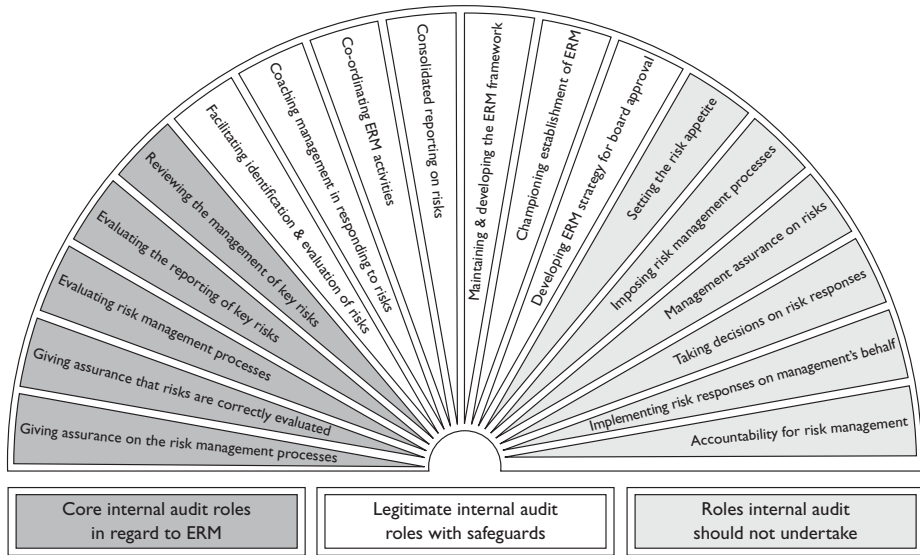 Giving assurance on the risk management processes
Giving assurance that risks are correctly evaluated
Evaluating risk management processes
Evaluating the reporting of key risks
Reviewing the management of key risks
Facilitating identification & evaluation of risks
Coaching management in responding to risks
Co-ordinating ERM activities
Consolidated reporting on risks
Maintaining & developing the ERM framework
Championing establishment of ERM
Developing ERM strategy for board approval
Setting the risk appetite
Imposing risk management processes
Management assurance on risks
Taking decisions on risk responses
Implementing risk responses on management's behalf
Accountability for risk management
Core internal audit roles
in regard to ERM
Legitimate internal audit
roles with safeguards
Roles internal audit
should not undertake